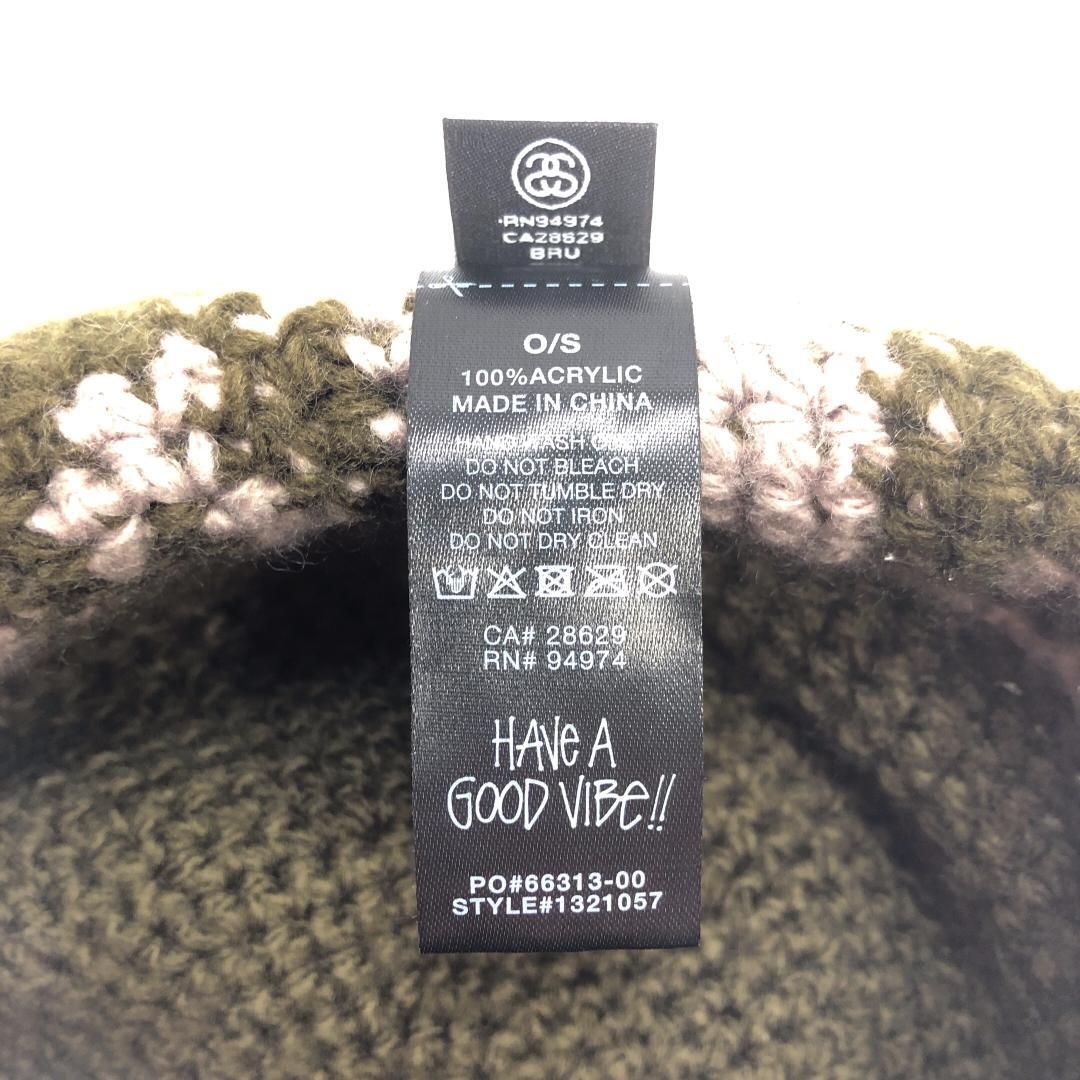 RN94974
CA28629
BRU
O/S
100%ACRYLIC
MADE IN CHINA
HAND WASH ONLY
DO NOT BLEACH
DO NOT TUMBLE DRY
DO NOT IRON
DO NOT DRY CLEAN
CA# 28629
RN# 94974
HAVe A
GOOD VIBe!!
PO#66313-00
STYLE#1321057